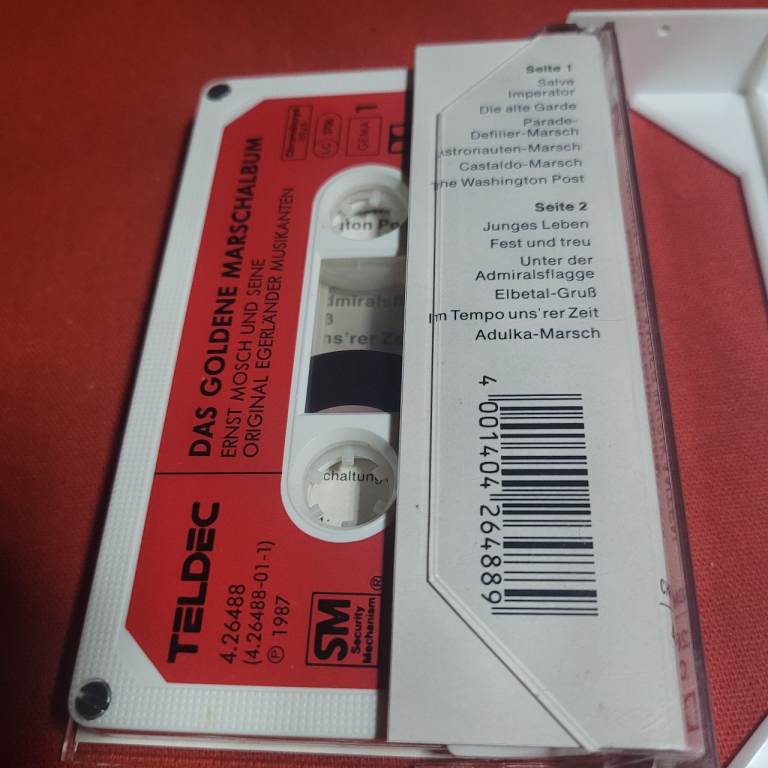 DAS GOLDENE MARSCHALBUM
ERNST MOSCH UND SEINE
ORIGINAL EGERLÄNDER MUSIKANTEN
GEMA
1
LC
TELDEC
4.26488
(4.26488-01-1)
℗ 1987
SM ®
Security
Mechanism
Seite 1
Salve
Imperator
Die alte Garde
Parade-
Defilier-Marsch
Astronauten-Marsch
Castaldo-Marsch
The Washington Post
Seite 2
Junges Leben
Fest und treu
Unter der
Admiralsflagge
Elbetal-Gruß
Im Tempo uns'rer Zeit
Adulka-Marsch
4 001404 264889